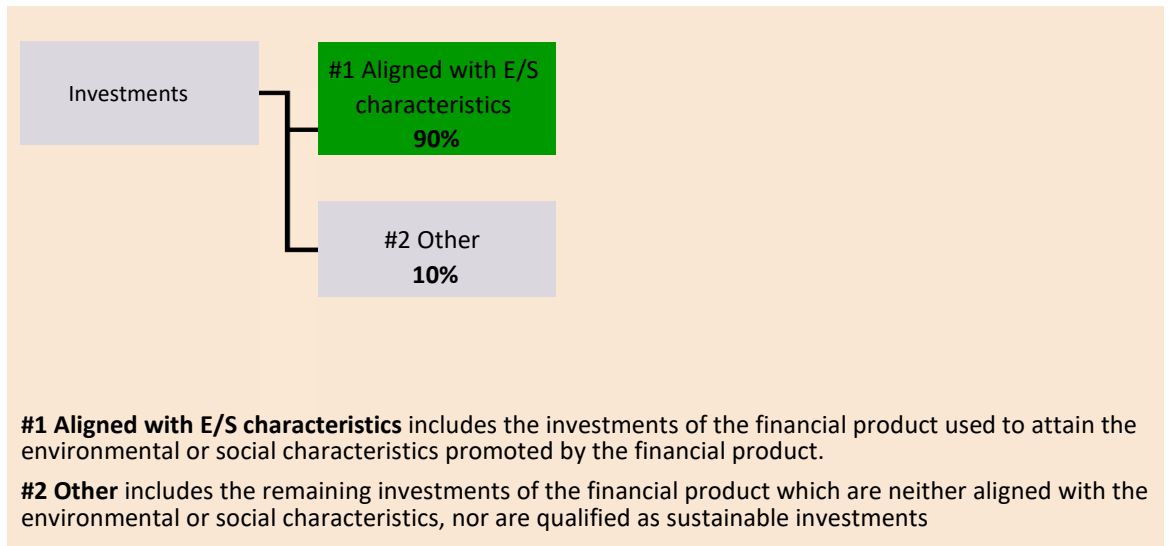 Investments
#1 Aligned with E/S
characteristics
90%
#2 Other
10%
#1 Aligned with E/S characteristics includes the investments of the financial product used to attain the
environmental or social characteristics promoted by the financial product.
#2 Other includes the remaining investments of the financial product which are neither aligned with the
environmental or social characteristics, nor are qualified as sustainable investments